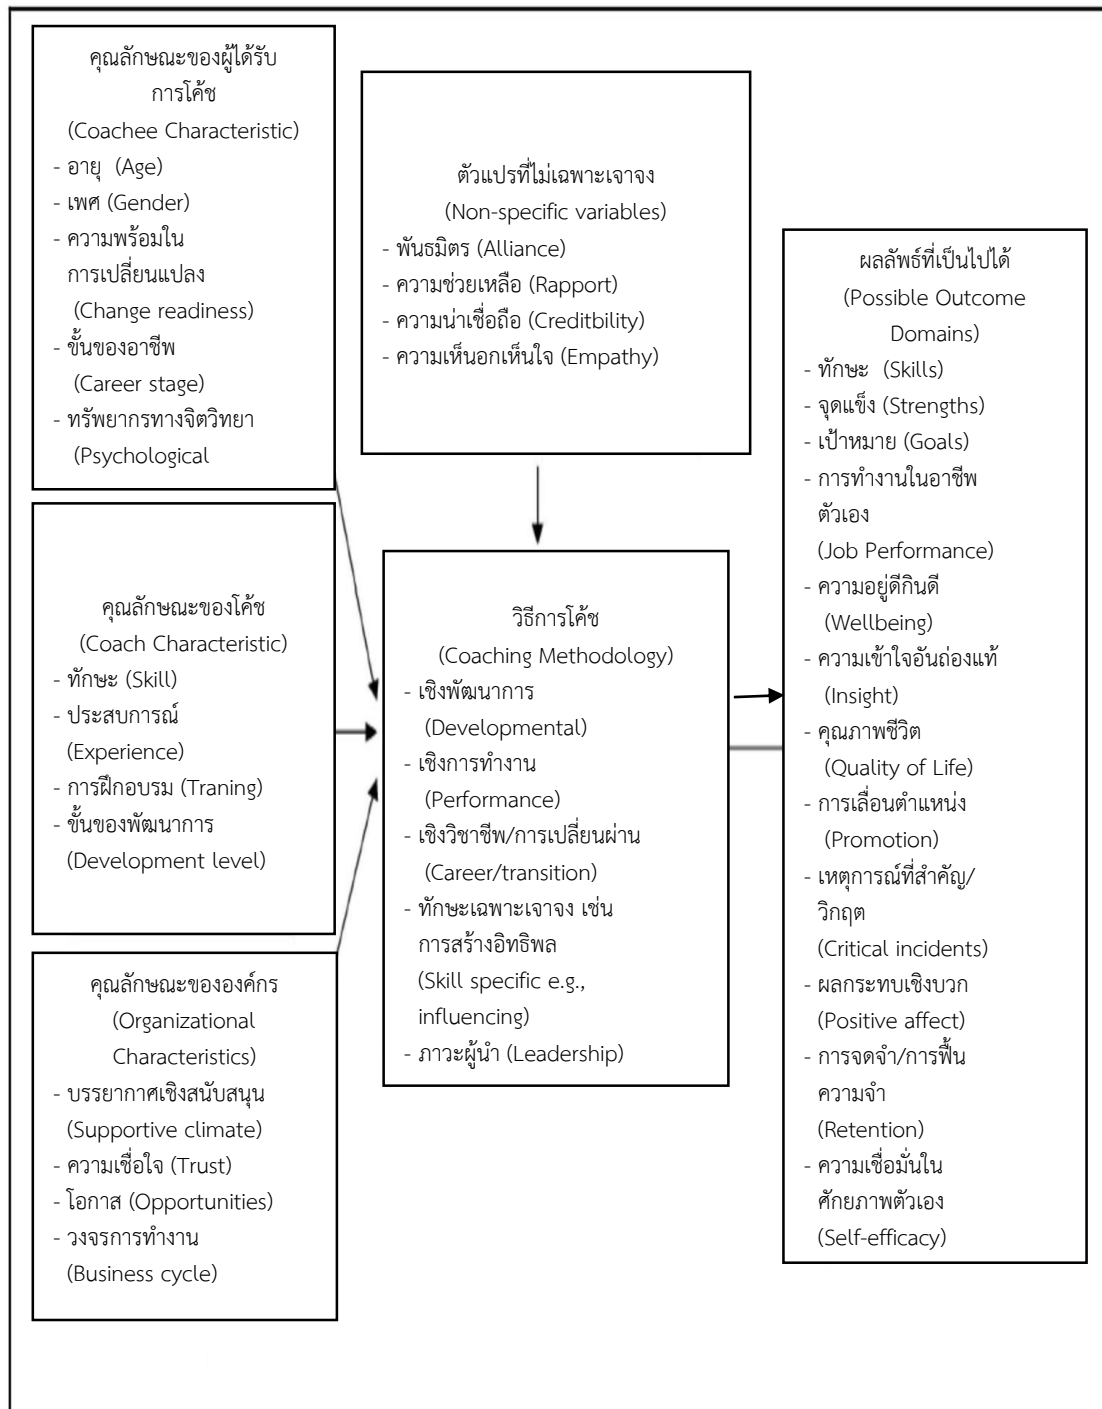 คุณลักษณะของผู้ได้รับ
การโค้ช
(Coachee Characteristic)
- อายุ (Age)
- เพศ (Gender)
- ความพร้อมใน
การเปลี่ยนแปลง
(Change readiness)
- ขั้นของอาชีพ
(Career stage)
- ทรัพยากรทางจิตวิทยา
(Psychological
คุณลักษณะของโค้ช
(Coach Characteristic)
- ทักษะ (Skill)
- ประสบการณ์
(Experience)
- การฝึกอบรม (Traning)
- ขั้นของพัฒนาการ
(Development level)
คุณลักษณะขององค์กร
(Organizational
Characteristics)
- บรรยากาศเชิงสนับสนุน
(Supportive climate)
- ความเชื่อใจ (Trust)
- โอกาส (Opportunities)
- วงจรการทำงาน
(Business cycle)
ตัวแปรที่ไม่เฉพาะเจาจง
(Non-specific variables)
- พันธมิตร (Alliance)
- ความช่วยเหลือ (Rapport)
- ความน่าเชื่อถือ (Creditbility)
- ความเห็นอกเห็นใจ (Empathy)
วิธีการโค้ช
(Coaching Methodology)
- เชิงพัฒนาการ
(Developmental)
- เชิงการทำงาน
(Performance)
- เชิงวิชาชีพ/การเปลี่ยนผ่าน
(Career/transition)
- ทักษะเฉพาะเจาจง เช่น
การสร้างอิทธิพล
(Skill specific e.g.,
influencing)
- ภาวะผู้นำ (Leadership)
ผลลัพธ์ที่เป็นไปได้
(Possible Outcome
Domains)
- ทักษะ (Skills)
- จุดแข็ง (Strengths)
- เป้าหมาย (Goals)
- การทำงานในอาชีพ
ตัวเอง
(Job Performance)
- ความอยู่ดีกินดี
(Wellbeing)
- ความเข้าใจอันถ่องแท้
(Insight)
- คุณภาพชีวิต
(Quality of Life)
- การเลื่อนตำแหน่ง
(Promotion)
- เหตุการณ์ที่สำคัญ/
วิกฤต
(Critical incidents)
- ผลกระทบเชิงบวก
(Positive affect)
- การจดจำ/การฟื้น
ความจำ
(Retention)
- ความเชื่อมั่นใน
ศักยภาพตัวเอง
(Self-efficacy)